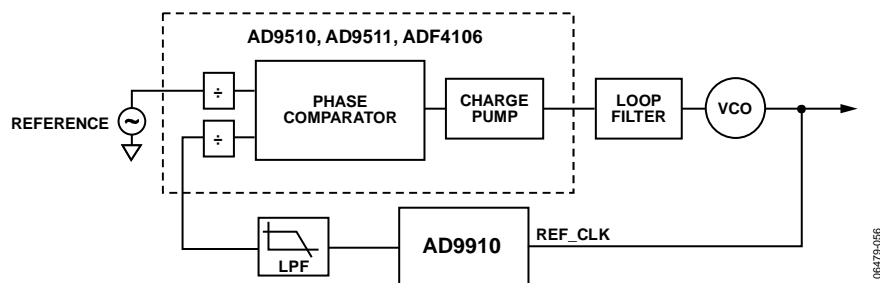 AD9510, AD9511, ADF4106
REFERENCE
~
÷
÷
PHASE
COMPARATOR
CHARGE
PUMP
LOOP
FILTER
VCO
LPF
AD9910
REF_CLK
06479-056